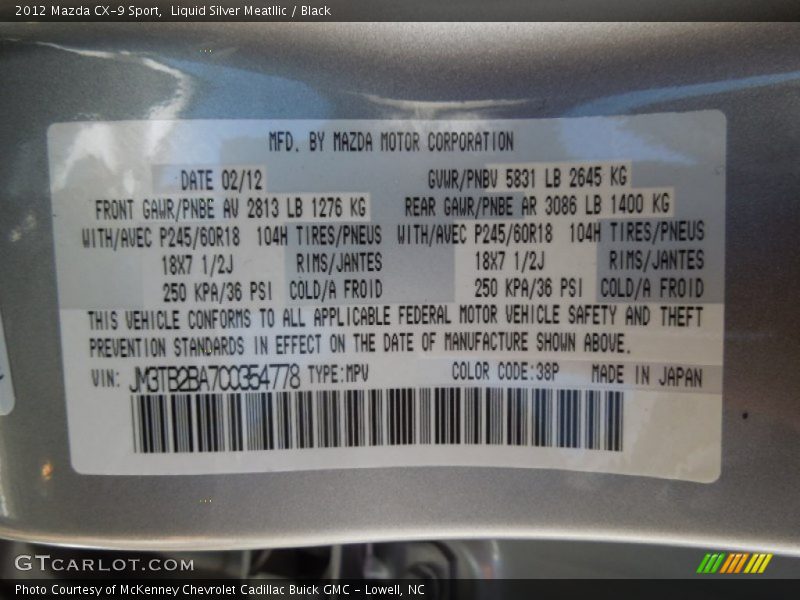 2012 Mazda CX-9 Sport,  Liquid Silver Meatllic / Black
MFD. BY MAZDA MOTOR CORPORATION
DATE 02/12 GVWR/PNBV 5831 LB 2645 KG
FRONT GAWR/PNBE AV 2813 LB 1276 KG REAR GAWR/PNBE AR 3086 LB 1400 KG
WITH/AVEC P245/60R18 104H TIRES/PNEUS WITH/AVEC P245/60R18 104H TIRES/PNEUS
18X7 1/2J RIMS/JANTES 18X7 1/2J RIMS/JANTES
250 KPA/36 PSI COLD/A FROID 250 KPA/36 PSI COLD/A FROID
THIS VEHICLE CONFORMS TO ALL APPLICABLE FEDERAL MOTOR VEHICLE SAFETY AND THEFT
PREVENTION STANDARDS IN EFFECT ON THE DATE OF MANUFACTURE SHOWN ABOVE.
VIN: JM3TB2BA7C0354778 TYPE:MPV COLOR CODE:38P MADE IN JAPAN
GTCARLOT.COM
Photo Courtesy of McKenney Chevrolet Cadillac Buick GMC - Lowell, NC